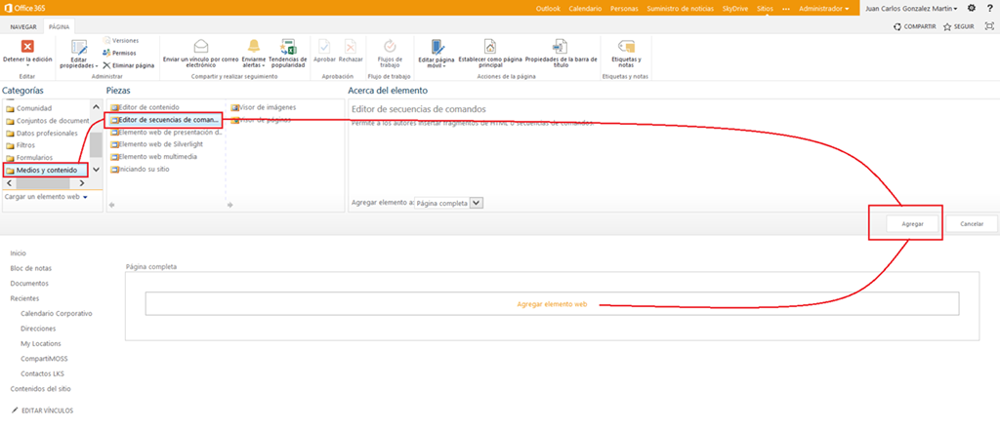 Office 365
Outlook Calendario Personas Suministro de noticias SkyDrive Sitios ••• Administrador Juan Carlos Gonzalez Martin ?
NAVEGAR PÁGINA COMPARTIR SEGUIR
Detener la edición
Editar
Editar propiedades
Versiones
Permisos
Eliminar página
Administrar
Enviar un vínculo por correo electrónico
Enviarme alertas
Tendencias de popularidad
Compartir y realizar seguimiento
Aprobar Rechazar
Aprobación
Flujos de trabajo
Flujo de trabajo
Editar página móvil
Establecer como página principal
Propiedades de la barra de título
Acciones de la página
Etiquetas y notas
Etiquetas y notas
Categorías
Comunidad
Conjuntos de document
Datos profesionales
Filtros
Formularios
Medios y contenido
Cargar un elemento web
Piezas
Editor de contenido
Editor de secuencias de coman...
Elemento web de presentación d...
Elemento web de Silverlight
Elemento web multimedia
Iniciando su sitio
Visor de imágenes
Visor de páginas
Acerca del elemento
Editor de secuencias de comandos
Permite a los autores insertar fragmentos de HTML o secuencias de comandos.
Agregar elemento a: Página completa
Agregar Cancelar
Inicio
Bloc de notas
Documentos
Recientes
Calendario Corporativo
Direcciones
My Locations
CompartiMOSS
Contactos LKS
Contenidos del sitio
EDITAR VÍNCULOS
Página completa
Agregar elemento web